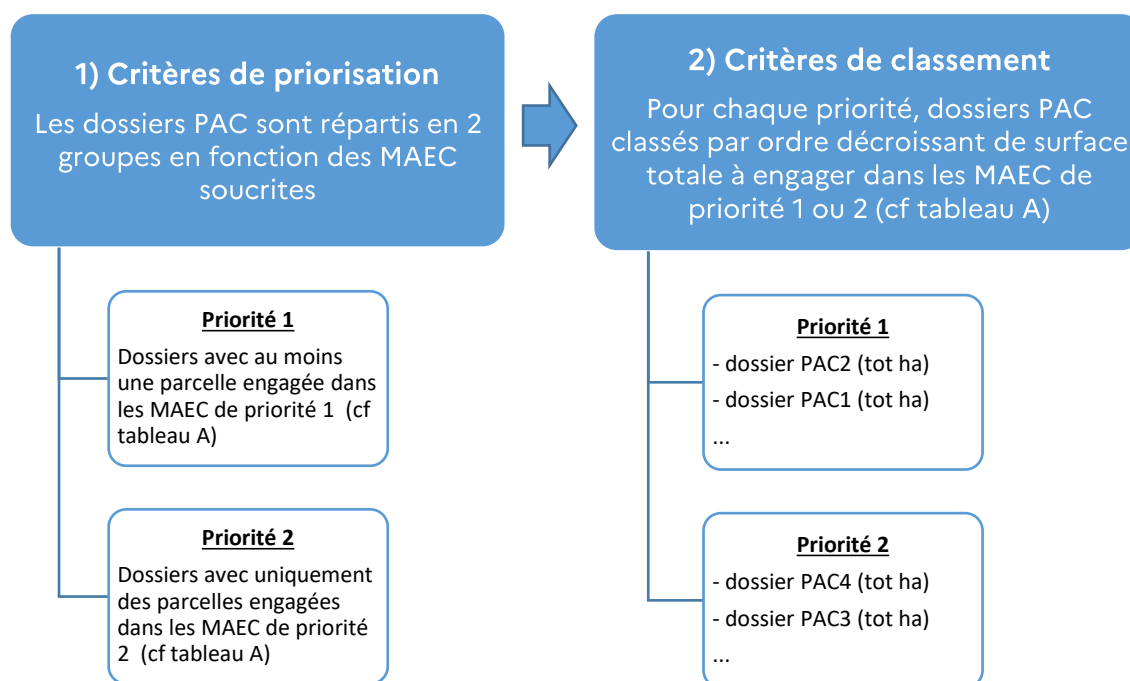 1) Critères de priorisation
Les dossiers PAC sont répartis en 2
groupes en fonction des MAEC
soucrites
Priorité 1
Dossiers avec au moins
une parcelle engagée dans
les MAEC de priorité 1 (cf
tableau A)
Priorité 2
Dossiers avec uniquement
des parcelles engagées
dans les MAEC de priorité
2 (cf tableau A)
2) Critères de classement
Pour chaque priorité, dossiers PAC
classés par ordre décroissant de surface
totale à engager dans les MAEC de
priorité 1 ou 2 (cf tableau A)
Priorité 1
- dossier PAC2 (tot ha)
- dossier PAC1 (tot ha)
...
Priorité 2
- dossier PAC4 (tot ha)
- dossier PAC3 (tot ha)
...